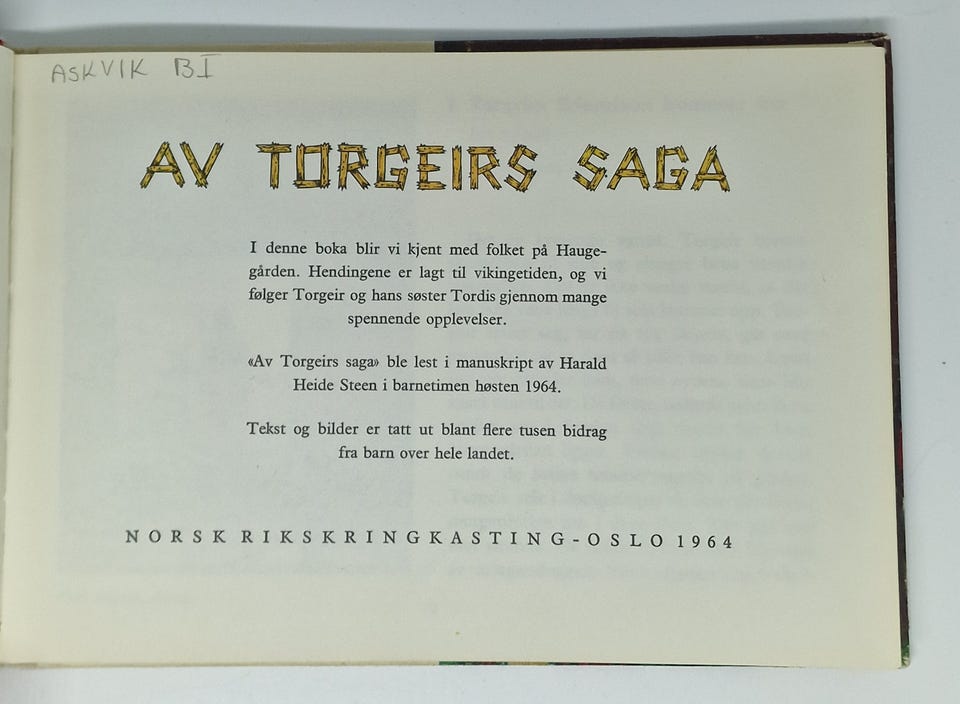 ASKVIK BI
AV TORGEIRS SAGA
I denne boka blir vi kjent med folket på Hauge-
gården. Hendingene er lagt til vikingetiden, og vi
følger Torgeir og hans søster Tordis gjennom mange
spennende opplevelser.
«Av Torgeirs saga» ble lest i manuskript av Harald
Heide Steen i barnetimen høsten 1964.
Tekst og bilder er tatt ut blant flere tusen bidrag
fra barn over hele landet.
NORSK RIKSKRINGKASTING-OSLO 1964